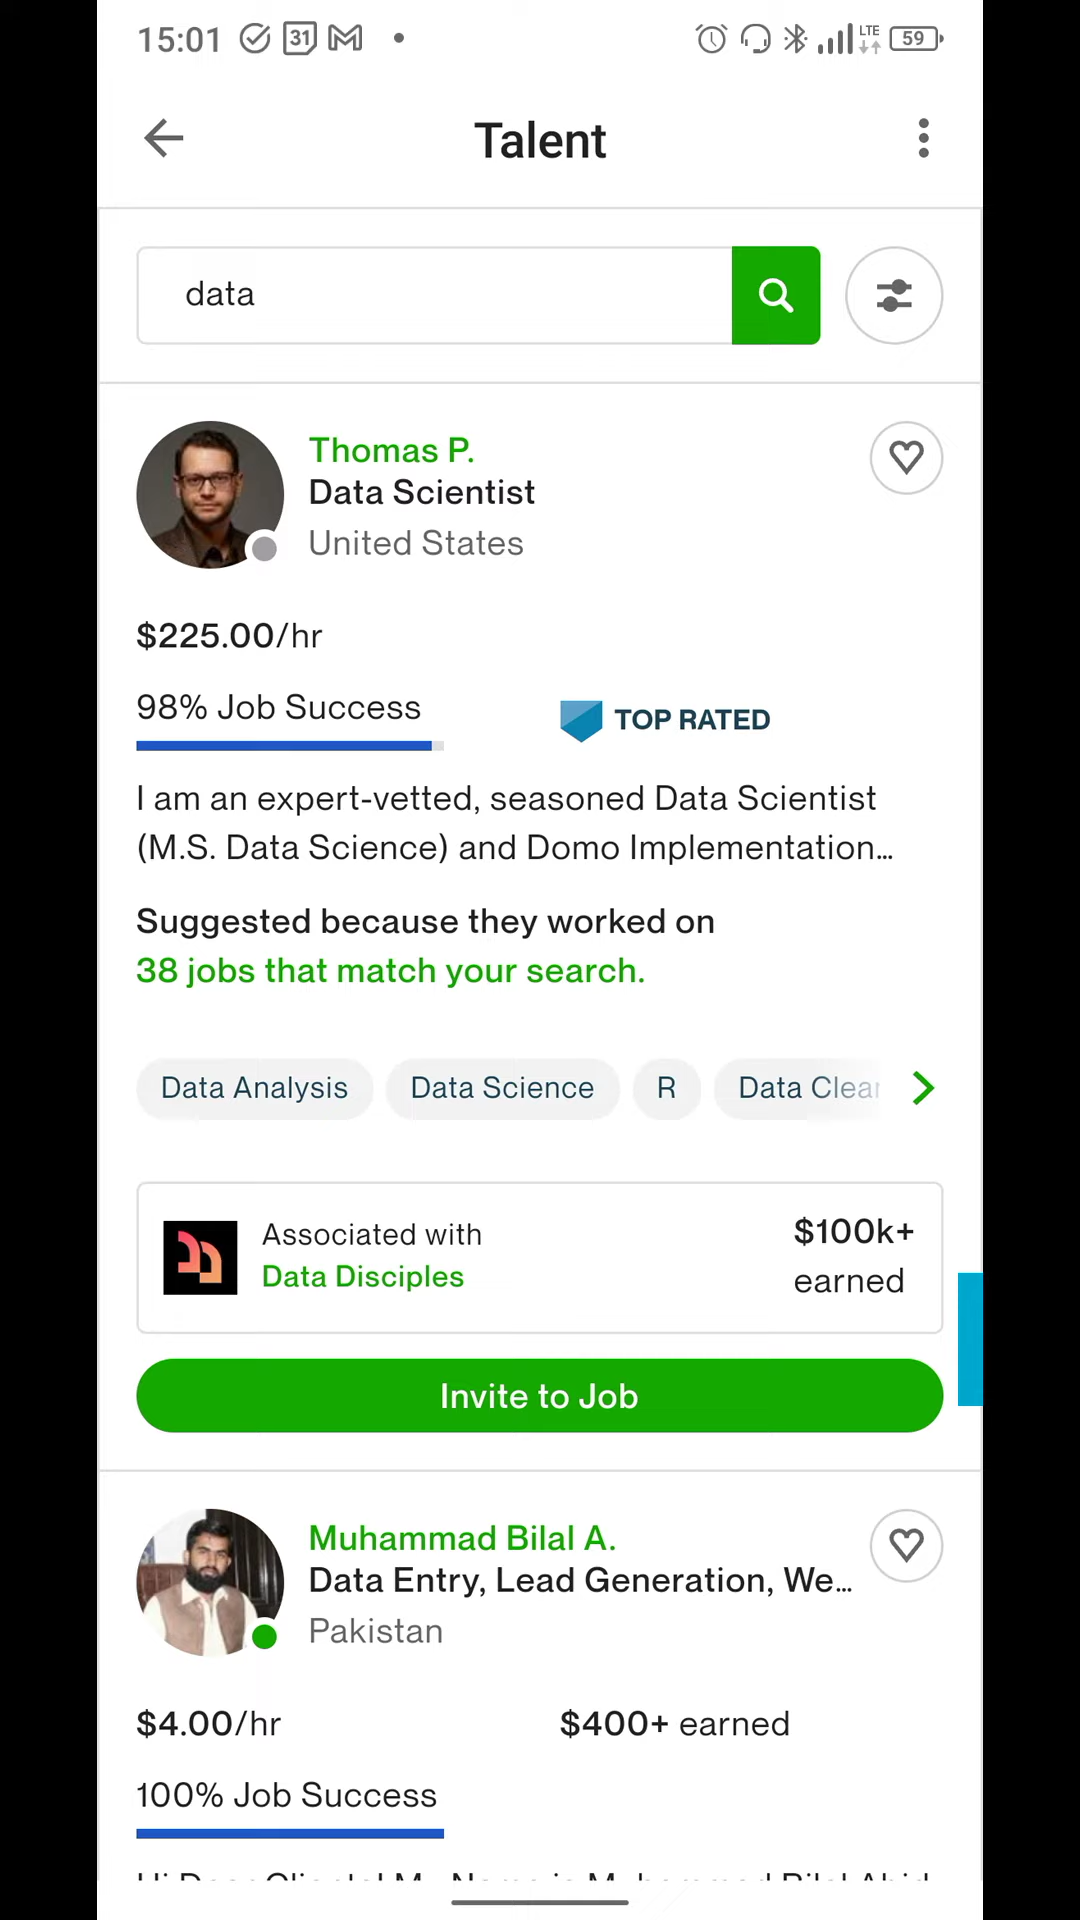 15:01 31 LTE 59
Talent
data
Thomas P.
Data Scientist
United States
$225.00/hr
98% Job Success
TOP RATED
I am an expert-vetted, seasoned Data Scientist
(M.S. Data Science) and Domo Implementation...
Suggested because they worked on
38 jobs that match your search.
Data Analysis Data Science R Data Clear
Associated with
Data Disciples
$100k+
earned
Invite to Job
Muhammad Bilal A.
Data Entry, Lead Generation, We...
Pakistan
$4.00/hr
$400+ earned
100% Job Success